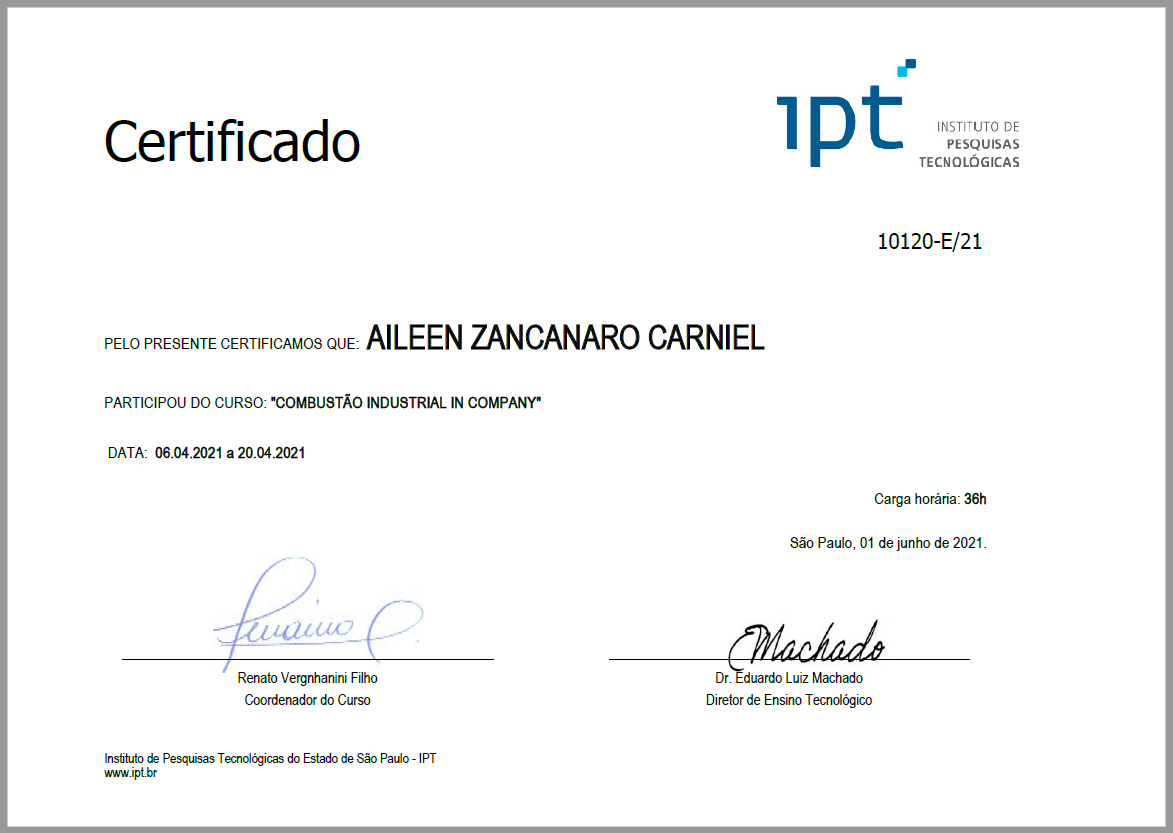 Certificado
ipt
INSTITUTO DE
PESQUISAS
TECNOLÓGICAS
10120-E/21
PELO PRESENTE CERTIFICAMOS QUE: AILEEN ZANCANARO CARNIEL
PARTICIPOU DO CURSO: "COMBUSTÃO INDUSTRIAL IN COMPANY"
DATA: 06.04.2021 a 20.04.2021
Carga horária: 36h
São Paulo, 01 de junho de 2021.
Machado
Renato Vergnhanini Filho
Coordenador do Curso
Dr. Eduardo Luiz Machado
Diretor de Ensino Tecnológico
Instituto de Pesquisas Tecnológicas do Estado de São Paulo - IPT
www.ipt.br